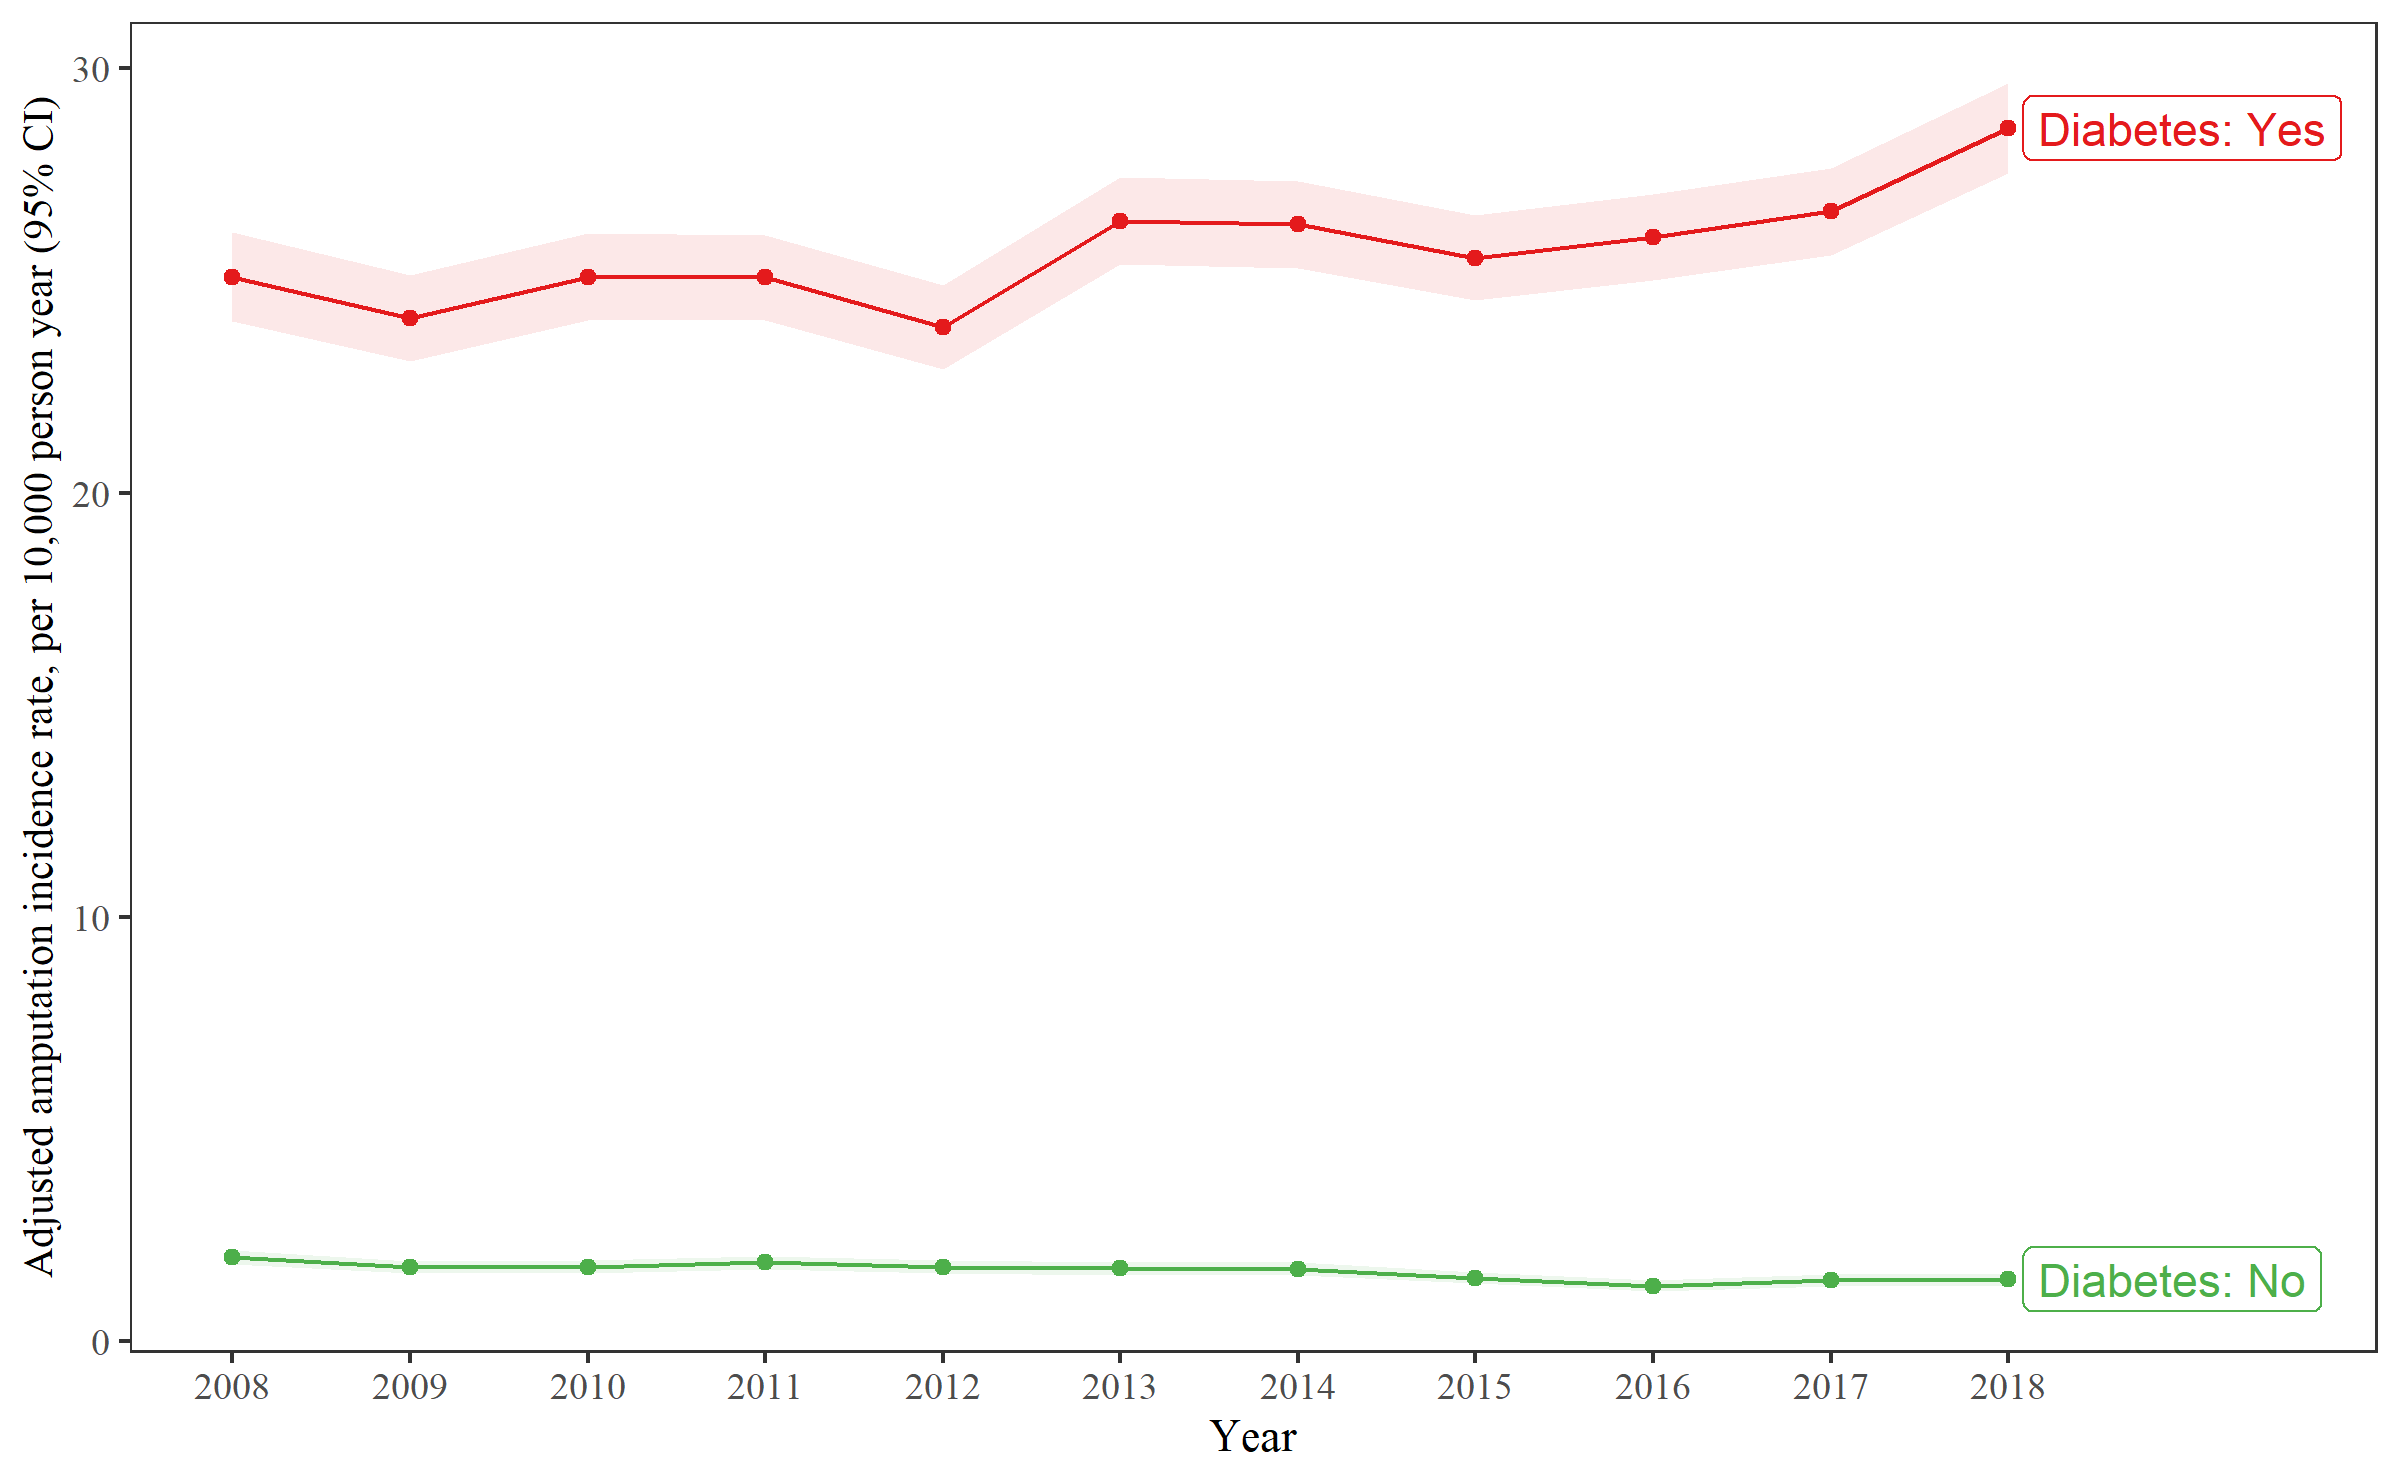 Adjusted amputation incidence rate, per 10,000 person year (95% CI)
30
20
10
0
Diabetes: Yes
Diabetes: No
2008 2009 2010 2011 2012 2013 2014 2015 2016 2017 2018
Year